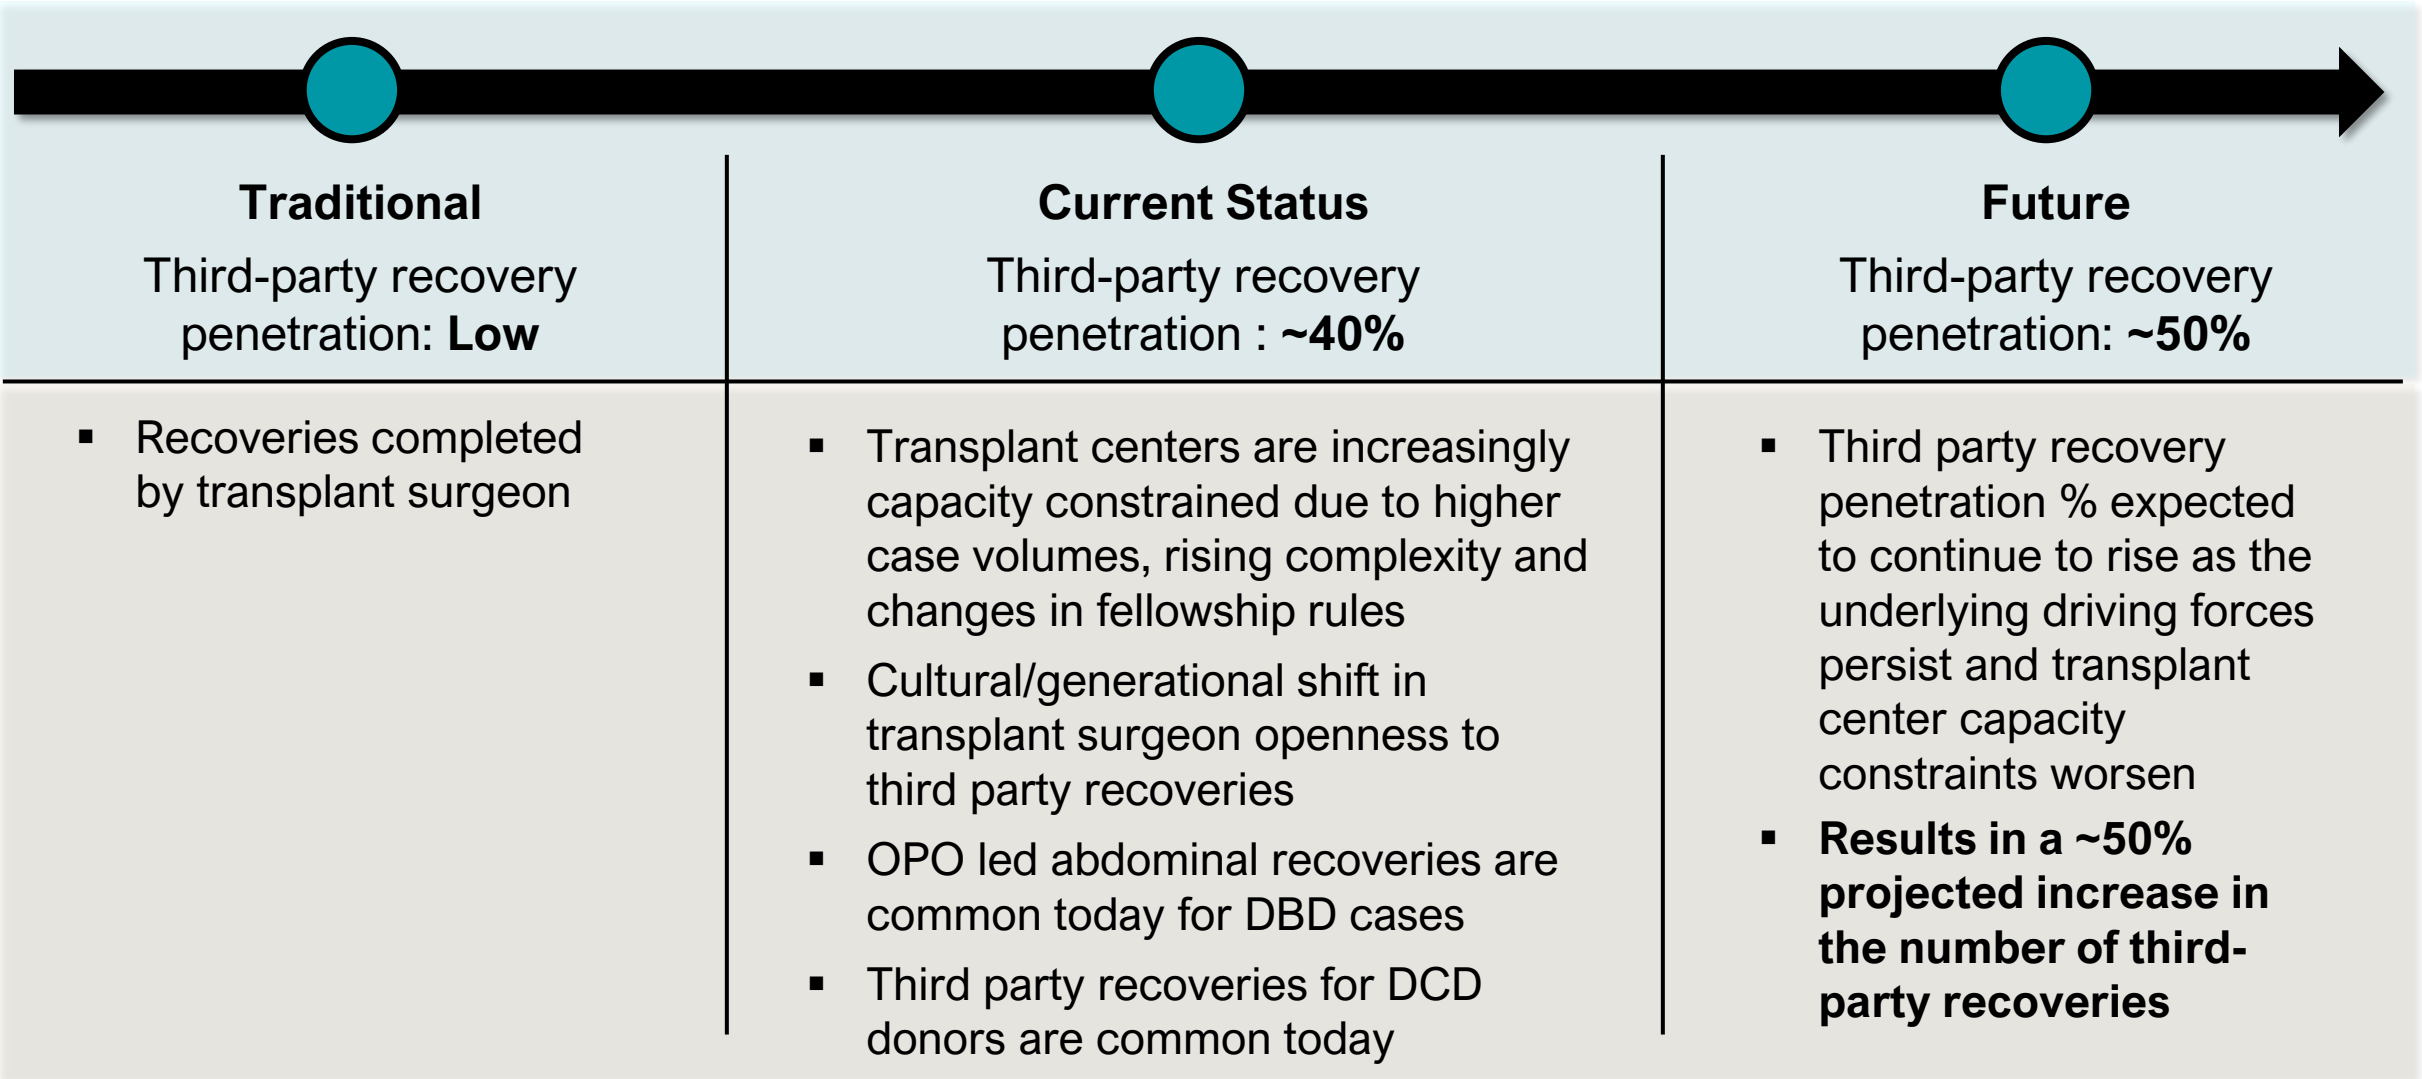 Traditional
Third-party recovery
penetration: Low
▪ Recoveries completed
by transplant surgeon
Current Status
Third-party recovery
penetration : ~40%
▪ Transplant centers are increasingly
capacity constrained due to higher
case volumes, rising complexity and
changes in fellowship rules
▪ Cultural/generational shift in
transplant surgeon openness to
third party recoveries
▪ OPO led abdominal recoveries are
common today for DBD cases
▪ Third party recoveries for DCD
donors are common today
Future
Third-party recovery
penetration: ~50%
▪ Third party recovery
penetration % expected
to continue to rise as the
underlying driving forces
persist and transplant
center capacity
constraints worsen
▪ Results in a ~50%
projected increase in
the number of third-
party recoveries